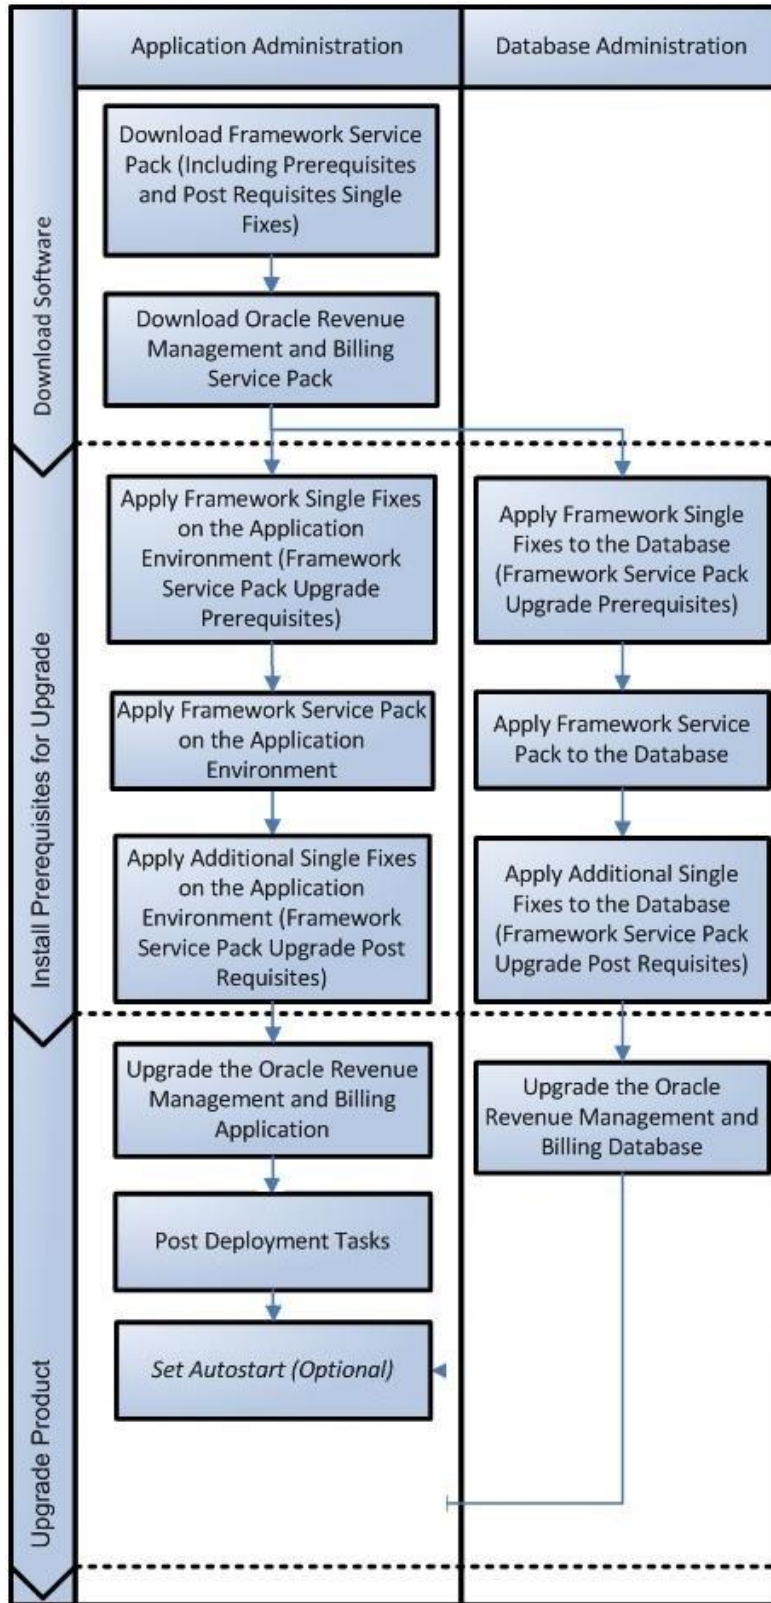 Application Administration
Database Administration
Download Software
Download Framework Service
Pack (Including Prerequisites
and Post Requisites Single
Fixes)
Download Oracle Revenue
Management and Billing
Service Pack
Install Prerequisites for Upgrade
Apply Framework Single Fixes
on the Application
Environment (Framework
Service Pack Upgrade
Prerequisites)
Apply Framework Single
Fixes to the Database
(Framework Service Pack
Upgrade Prerequisites)
Apply Framework Service Pack
on the Application
Environment
Apply Framework Service
Pack to the Database
Apply Additional Single Fixes
on the Application
Environment (Framework
Service Pack Upgrade Post
Requisites)
Apply Additional Single
Fixes to the Database
(Framework Service Pack
Upgrade Post Requisites)
Upgrade Product
Upgrade the Oracle Revenue
Management and Billing
Application
Upgrade the Oracle
Revenue Management and
Billing Database
Post Deployment Tasks
Set Autostart (Optional)